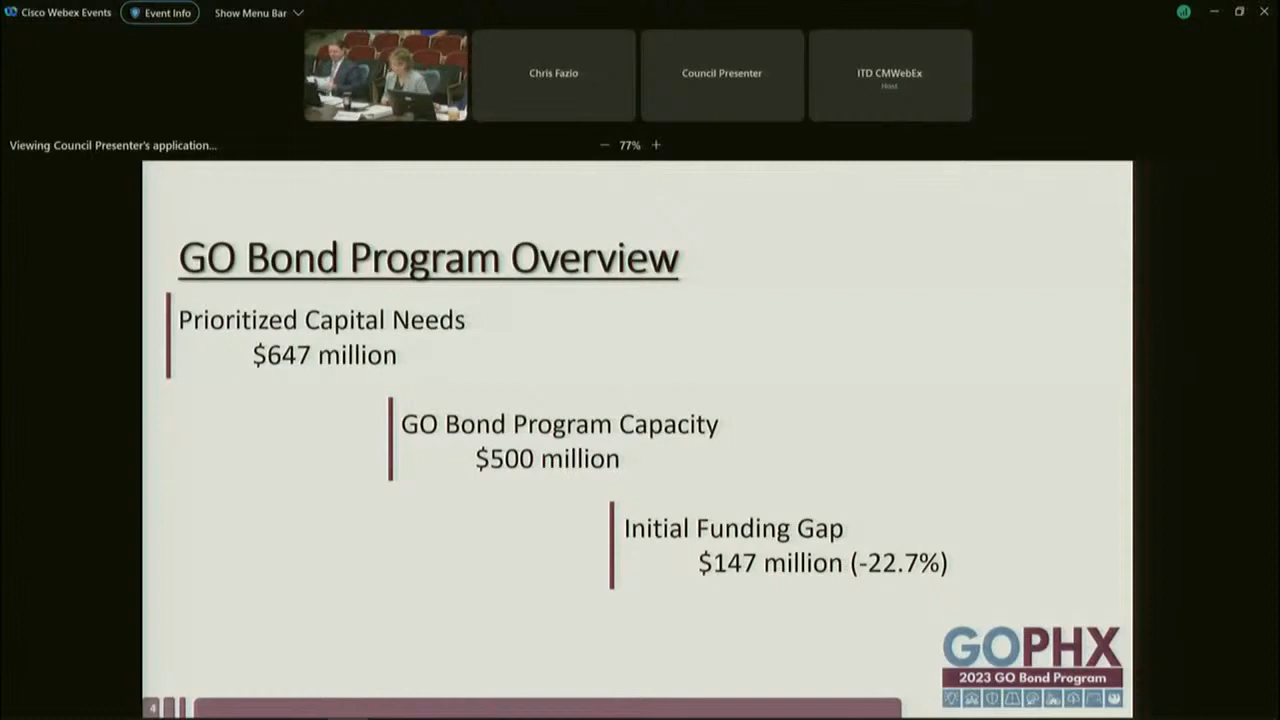 Cisco Webex Events
Event Info
Show Menu Bar
Chris Fazio
Council Presenter
ITD CMWebEx
Host
Viewing Council Presenter's application...
77%
GO Bond Program Overview
Prioritized Capital Needs
$647 million
GO Bond Program Capacity
$500 million
Initial Funding Gap
$147 million (-22.7%)
GOPHX
2023 GO Bond Program
4